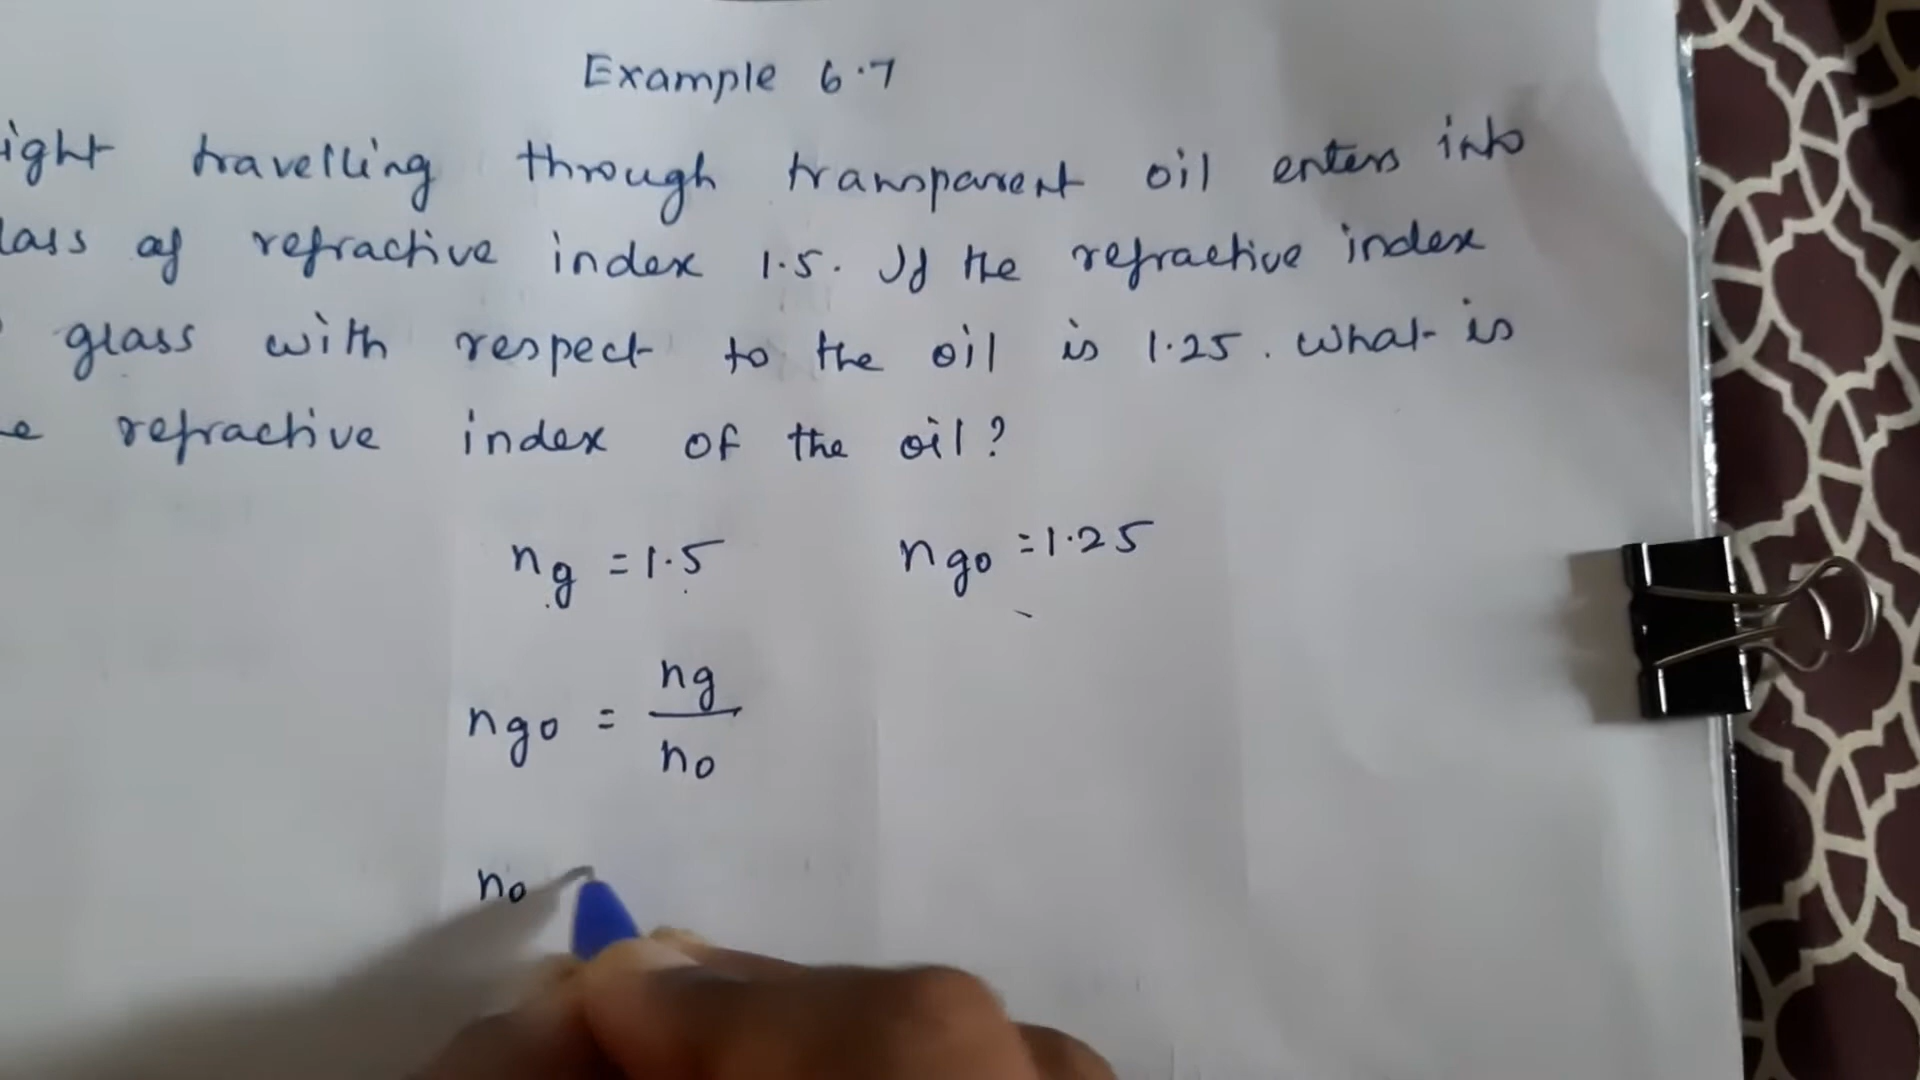 Example 6.7
ight travelling through transparent oil enters into
lass of refractive index 1.5. If the refractive index
glass with respect to the oil is 1.25. What is
e refractive index of the oil?
ng = 1.5 ngo = 1.25
ngo = ng
no
no